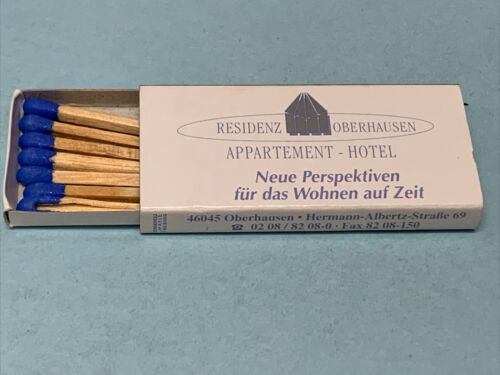 RESIDENZ OBERHAUSEN
APPARTEMENT - HOTEL
Neue Perspektiven
für das Wohnen auf Zeit
46045 Oberhausen • Hermann-Albertz-Straße 69
☎ 02 08 / 82 08-0 · Fax 82 08-150